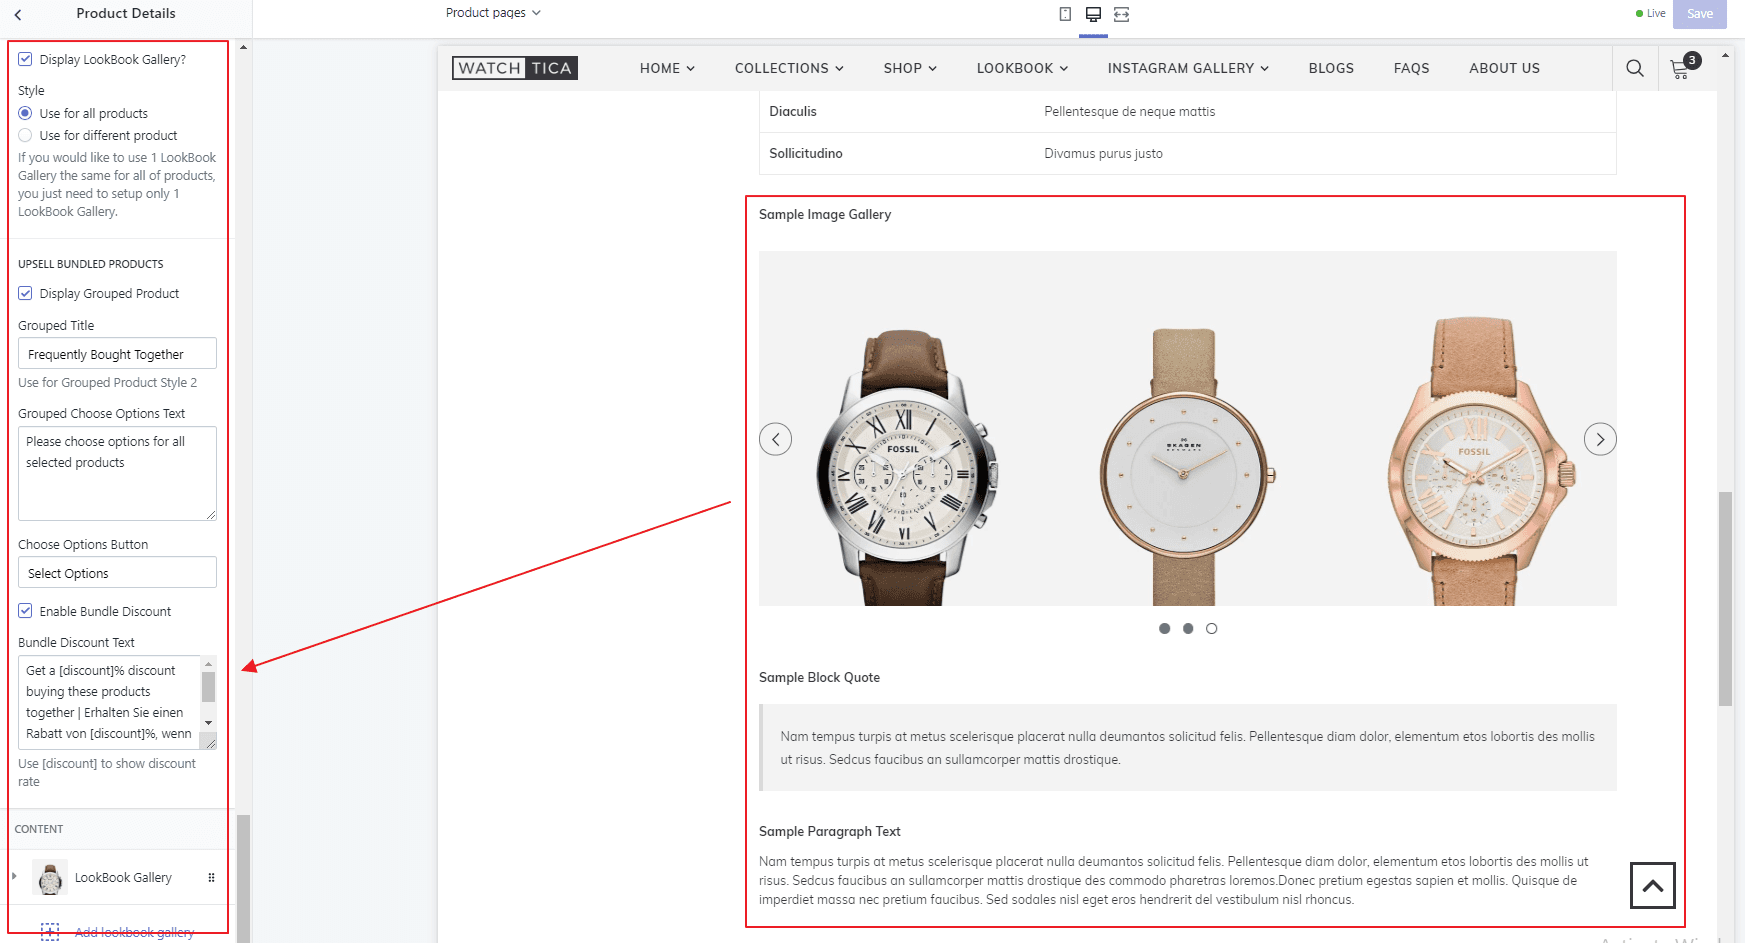 Product Details
Product pages
Live
Save
Display LookBook Gallery?
Style
Use for all products
Use for different product
If you would like to use 1 LookBook
Gallery the same for all of products,
you just need to setup only 1
LookBook Gallery.
UPSELL BUNDLED PRODUCTS
Display Grouped Product
Grouped Title
Frequently Bought Together
Use for Grouped Product Style 2
Grouped Choose Options Text
Please choose options for all
selected products
Choose Options Button
Select Options
Enable Bundle Discount
Bundle Discount Text
Get a [discount]% discount
buying these products
together | Erhalten Sie einen
Rabatt von [discount]%, wenn
Use [discount] to show discount
rate
CONTENT
LookBook Gallery
Add lookbook gallery
WATCH TICA
HOME
COLLECTIONS
SHOP
LOOKBOOK
INSTAGRAM GALLERY
BLOGS
FAQS
ABOUT US
3
Diaculis
Pellentesque de neque mattis
Sollicitudino
Divamus purus justo
Sample Image Gallery
FOSSIL
SKAGEN
FOSSIL
Sample Block Quote
Nam tempus turpis at metus scelerisque placerat nulla deumantos solicitud felis. Pellentesque diam dolor, elementum etos lobortis des mollis
ut risus. Sedcus faucibus an sullamcorper mattis drostique.
Sample Paragraph Text
Nam tempus turpis at metus scelerisque placerat nulla deumantos solicitud felis. Pellentesque diam dolor, elementum etos lobortis des mollis ut
risus. Sedcus faucibus an sullamcorper mattis drostique des commodo pharetras loremos.Donec pretium egestas sapien et mollis. Quisque de
imperdiet massa nec pretium faucibus. Sed sodales nisl eget eros hendrerit del vestibulum nisl rhoncus.